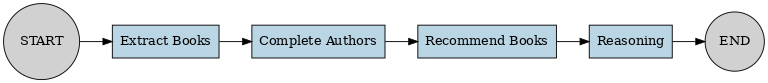 START
Extract Books
Complete Authors
Recommend Books
Reasoning
END